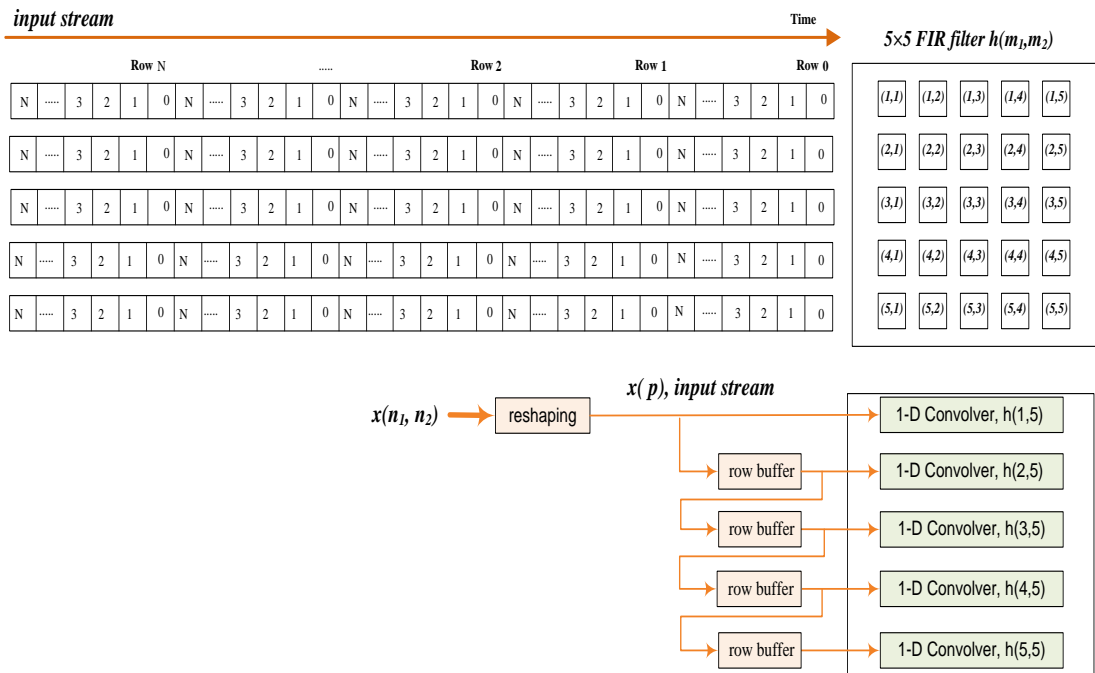 input stream
Time
5×5 FIR filter h(m1,m2)
Row N ..... Row 2 Row 1 Row 0
N ..... 3 2 1 0 N ..... 3 2 1 0 N ..... 3 2 1 0 N ..... 3 2 1 0 N ..... 3 2 1 0
(1,1) (1,2) (1,3) (1,4) (1,5)
N ..... 3 2 1 0 N ..... 3 2 1 0 N ..... 3 2 1 0 N ..... 3 2 1 0 N ..... 3 2 1 0
(2,1) (2,2) (2,3) (2,4) (2,5)
N ..... 3 2 1 0 N ..... 3 2 1 0 N ..... 3 2 1 0 N ..... 3 2 1 0 N ..... 3 2 1 0
(3,1) (3,2) (3,3) (3,4) (3,5)
N ..... 3 2 1 0 N ..... 3 2 1 0 N ..... 3 2 1 0 N ..... 3 2 1 0 N ..... 3 2 1 0
(4,1) (4,2) (4,3) (4,4) (4,5)
N ..... 3 2 1 0 N ..... 3 2 1 0 N ..... 3 2 1 0 N ..... 3 2 1 0 N ..... 3 2 1 0
(5,1) (5,2) (5,3) (5,4) (5,5)
x( p), input stream
x(n1, n2)
reshaping
1-D Convolver, h(1,5)
row buffer
1-D Convolver, h(2,5)
row buffer
1-D Convolver, h(3,5)
row buffer
1-D Convolver, h(4,5)
row buffer
1-D Convolver, h(5,5)